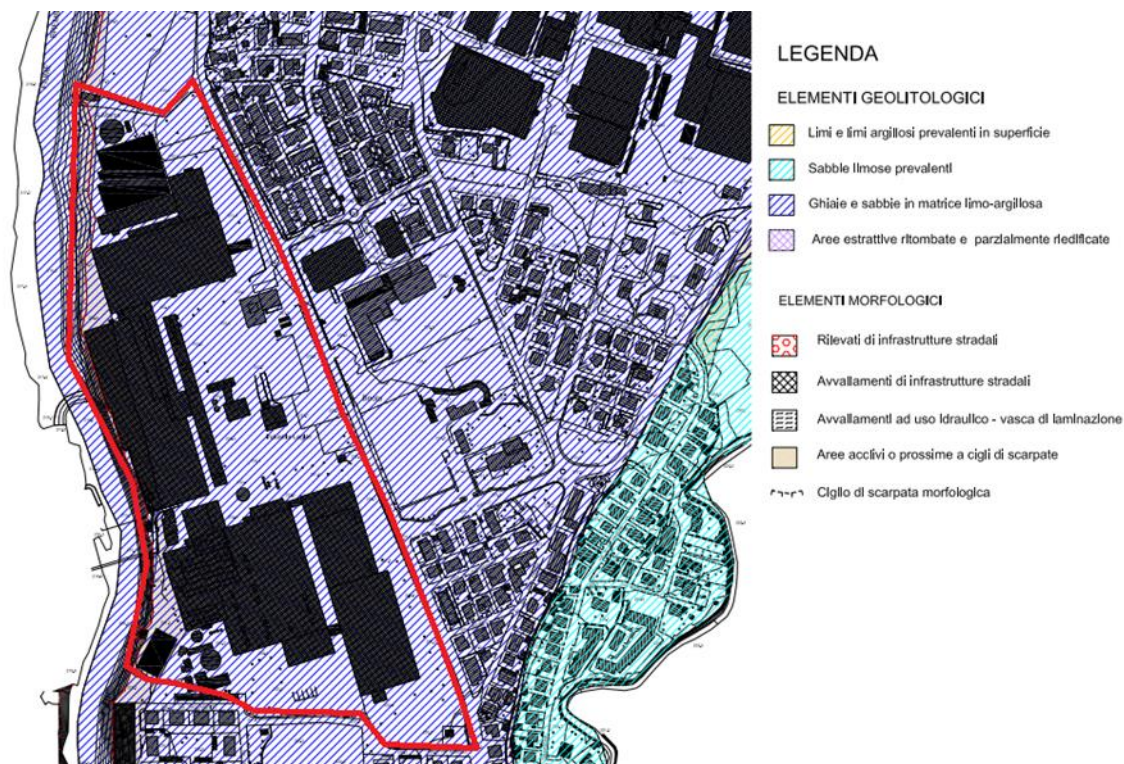 LEGENDA
ELEMENTI GEOLITOLOGICI
Limi e limi argillosi prevalenti in superficie
Sabbie limose prevalenti
Ghiaie e sabbie in matrice limo-argillosa
Aree estrattive ritombate e parzialmente riedificate
ELEMENTI MORFOLOGICI
Rilevati di infrastrutture stradali
Avvallamenti di infrastrutture stradali
Avvallamenti ad uso idraulico - vasca di laminazione
Aree acclivi o prossime a cigli di scarpate
Ciglio di scarpata morfologica